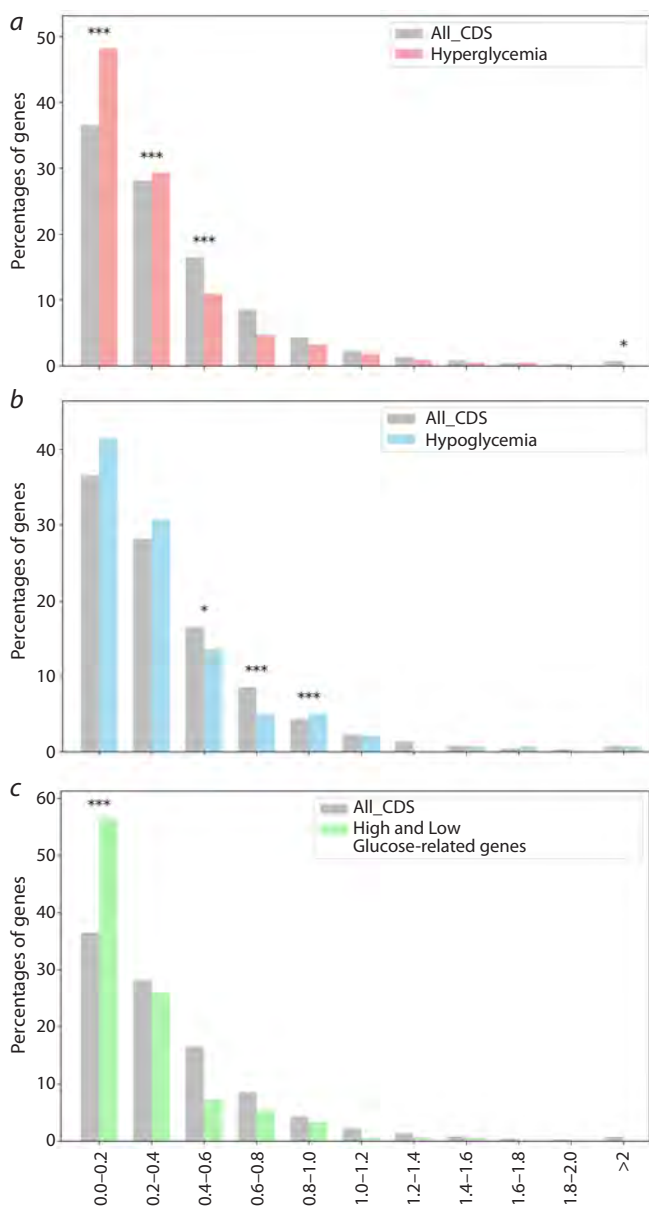 a
50
40
30
20
10
0
Percentages of genes
***
***
***
*
All_CDS
Hyperglycemia
b
40
30
20
10
0
Percentages of genes
*
***
***
All_CDS
Hypoglycemia
c
60
50
40
30
20
10
0
Percentages of genes
***
All_CDS
High and Low
Glucose-related genes
0.0–0.2
0.2–0.4
0.4–0.6
0.6–0.8
0.8–1.0
1.0–1.2
1.2–1.4
1.4–1.6
1.6–1.8
1.8–2.0
>2